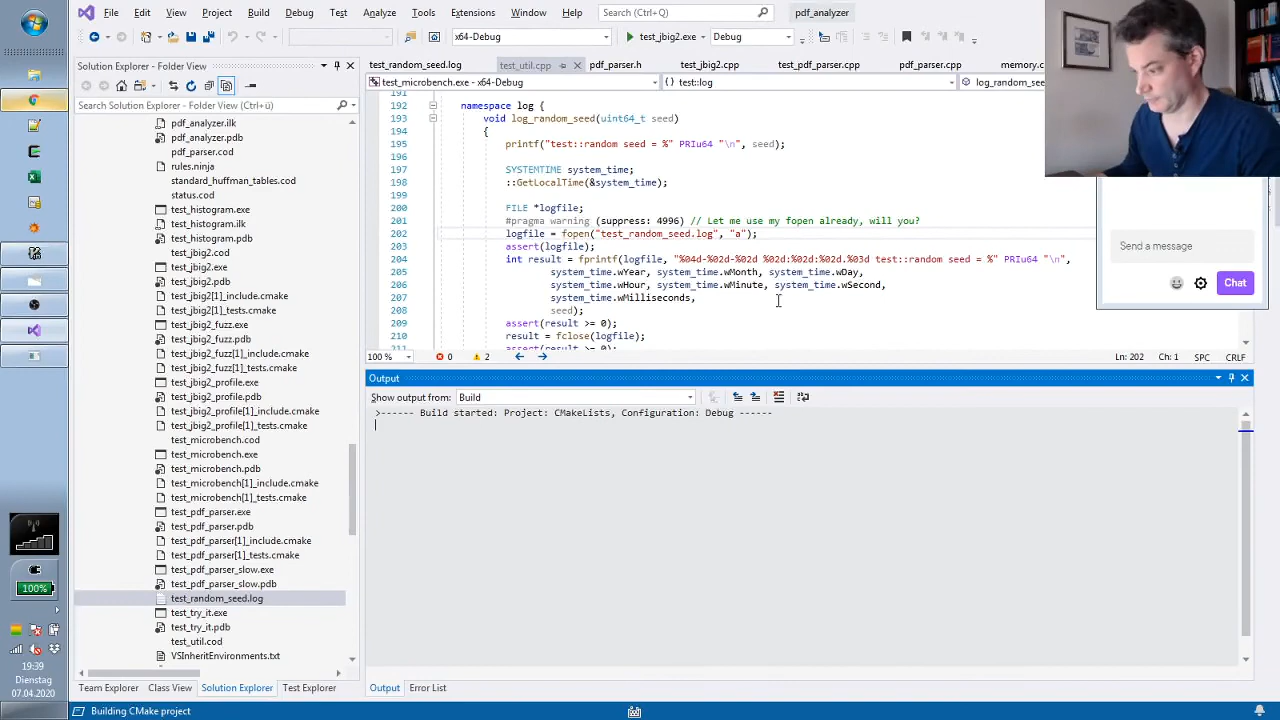 File Edit View Project Build Debug Test Analyze Tools Extensions Window Help Search (Ctrl+Q) pdf_analyzer
x64-Debug test_jbig2.exe Debug
Solution Explorer - Folder View
Search Solution Explorer - Folder View (Ctrl+ü)
pdf_analyzer.ilk
pdf_analyzer.pdb
pdf_parser.cod
rules.ninja
standard_huffman_tables.cod
status.cod
test_histogram.exe
test_histogram.ilk
test_histogram.pdb
test_jbig2.cod
test_jbig2.exe
test_jbig2.pdb
test_jbig2[1]_include.cmake
test_jbig2[1]_tests.cmake
test_jbig2_fuzz.exe
test_jbig2_fuzz.pdb
test_jbig2_fuzz[1]_include.cmake
test_jbig2_fuzz[1]_tests.cmake
test_jbig2_profile.exe
test_jbig2_profile.pdb
test_jbig2_profile[1]_include.cmake
test_jbig2_profile[1]_tests.cmake
test_microbench.cod
test_microbench.exe
test_microbench.pdb
test_microbench[1]_include.cmake
test_microbench[1]_tests.cmake
test_pdf_parser.exe
test_pdf_parser.pdb
test_pdf_parser[1]_include.cmake
test_pdf_parser[1]_tests.cmake
test_pdf_parser_slow.exe
test_pdf_parser_slow.pdb
test_random_seed.log
test_try_it.exe
test_try_it.pdb
test_util.cod
VSInheritEnvironments.txt
Team Explorer Class View Solution Explorer Test Explorer
test_random_seed.log test_util.cpp pdf_parser.h test_jbig2.cpp test_pdf_parser.cpp pdf_parser.cpp memory.c
test_microbench.exe - x64-Debug test::log log_random_see
191
192 namespace log {
193 void log_random_seed(uint64_t seed)
194 {
195 printf("test::random seed = %" PRIu64 "\n", seed);
196
197 SYSTEMTIME system_time;
198 ::GetLocalTime(&system_time);
199
200 FILE *logfile;
201 #pragma warning (suppress: 4996) // Let me use my fopen already, will you?
202 logfile = fopen("test_random_seed.log", "a");
203 assert(logfile);
204 int result = fprintf(logfile, "%04d-%02d-%02d %02d:%02d:%02d.%03d test::random seed = %" PRIu64 "\n",
205 system_time.wYear, system_time.wMonth, system_time.wDay,
206 system_time.wHour, system_time.wMinute, system_time.wSecond,
207 system_time.wMilliseconds,
208 seed);
209 assert(result >= 0);
210 result = fclose(logfile);
211 assert(result >= 0);
100 % 0 2 Ln: 202 Ch: 1 SPC CRLF
Output
Show output from: Build
>------ Build started: Project: CMakeLists, Configuration: Debug ------
Output Error List
Send a message
Chat
100%
19:39
Dienstag
07.04.2020
Building CMake project